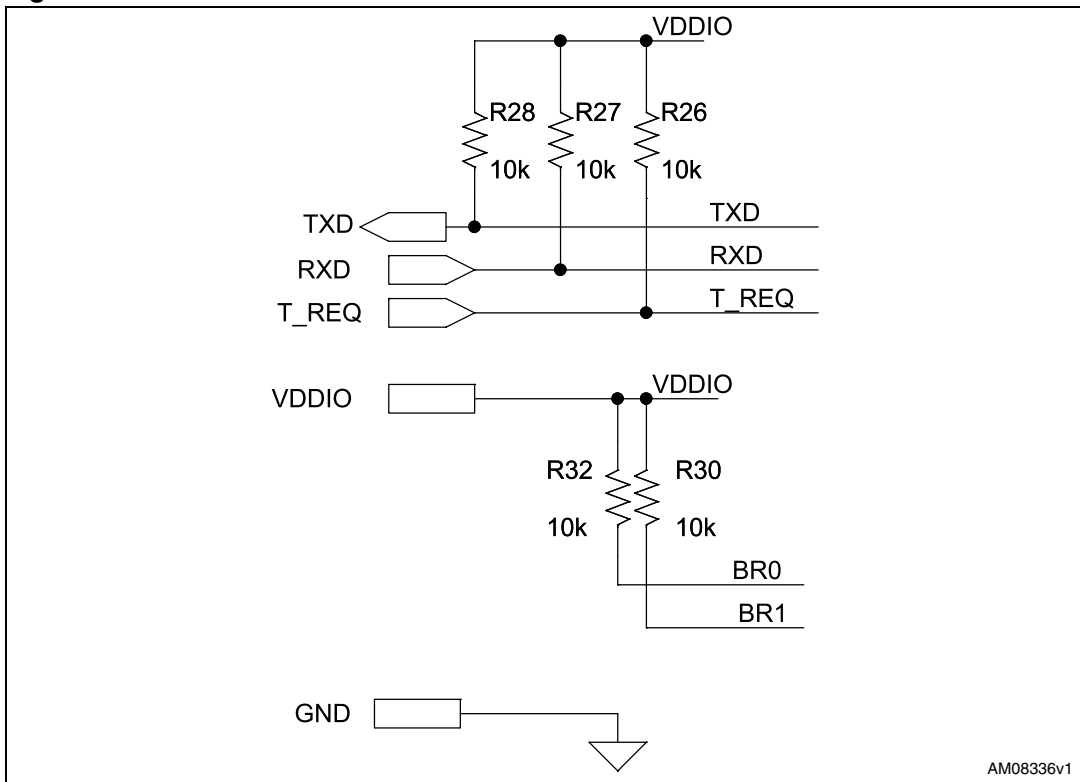 VDDIO
R28 R27 R26
10k 10k 10k
TXD TXD
RXD RXD
T_REQ T_REQ
VDDIO VDDIO
R32 R30
10k 10k
BR0
BR1
GND
AM08336v1